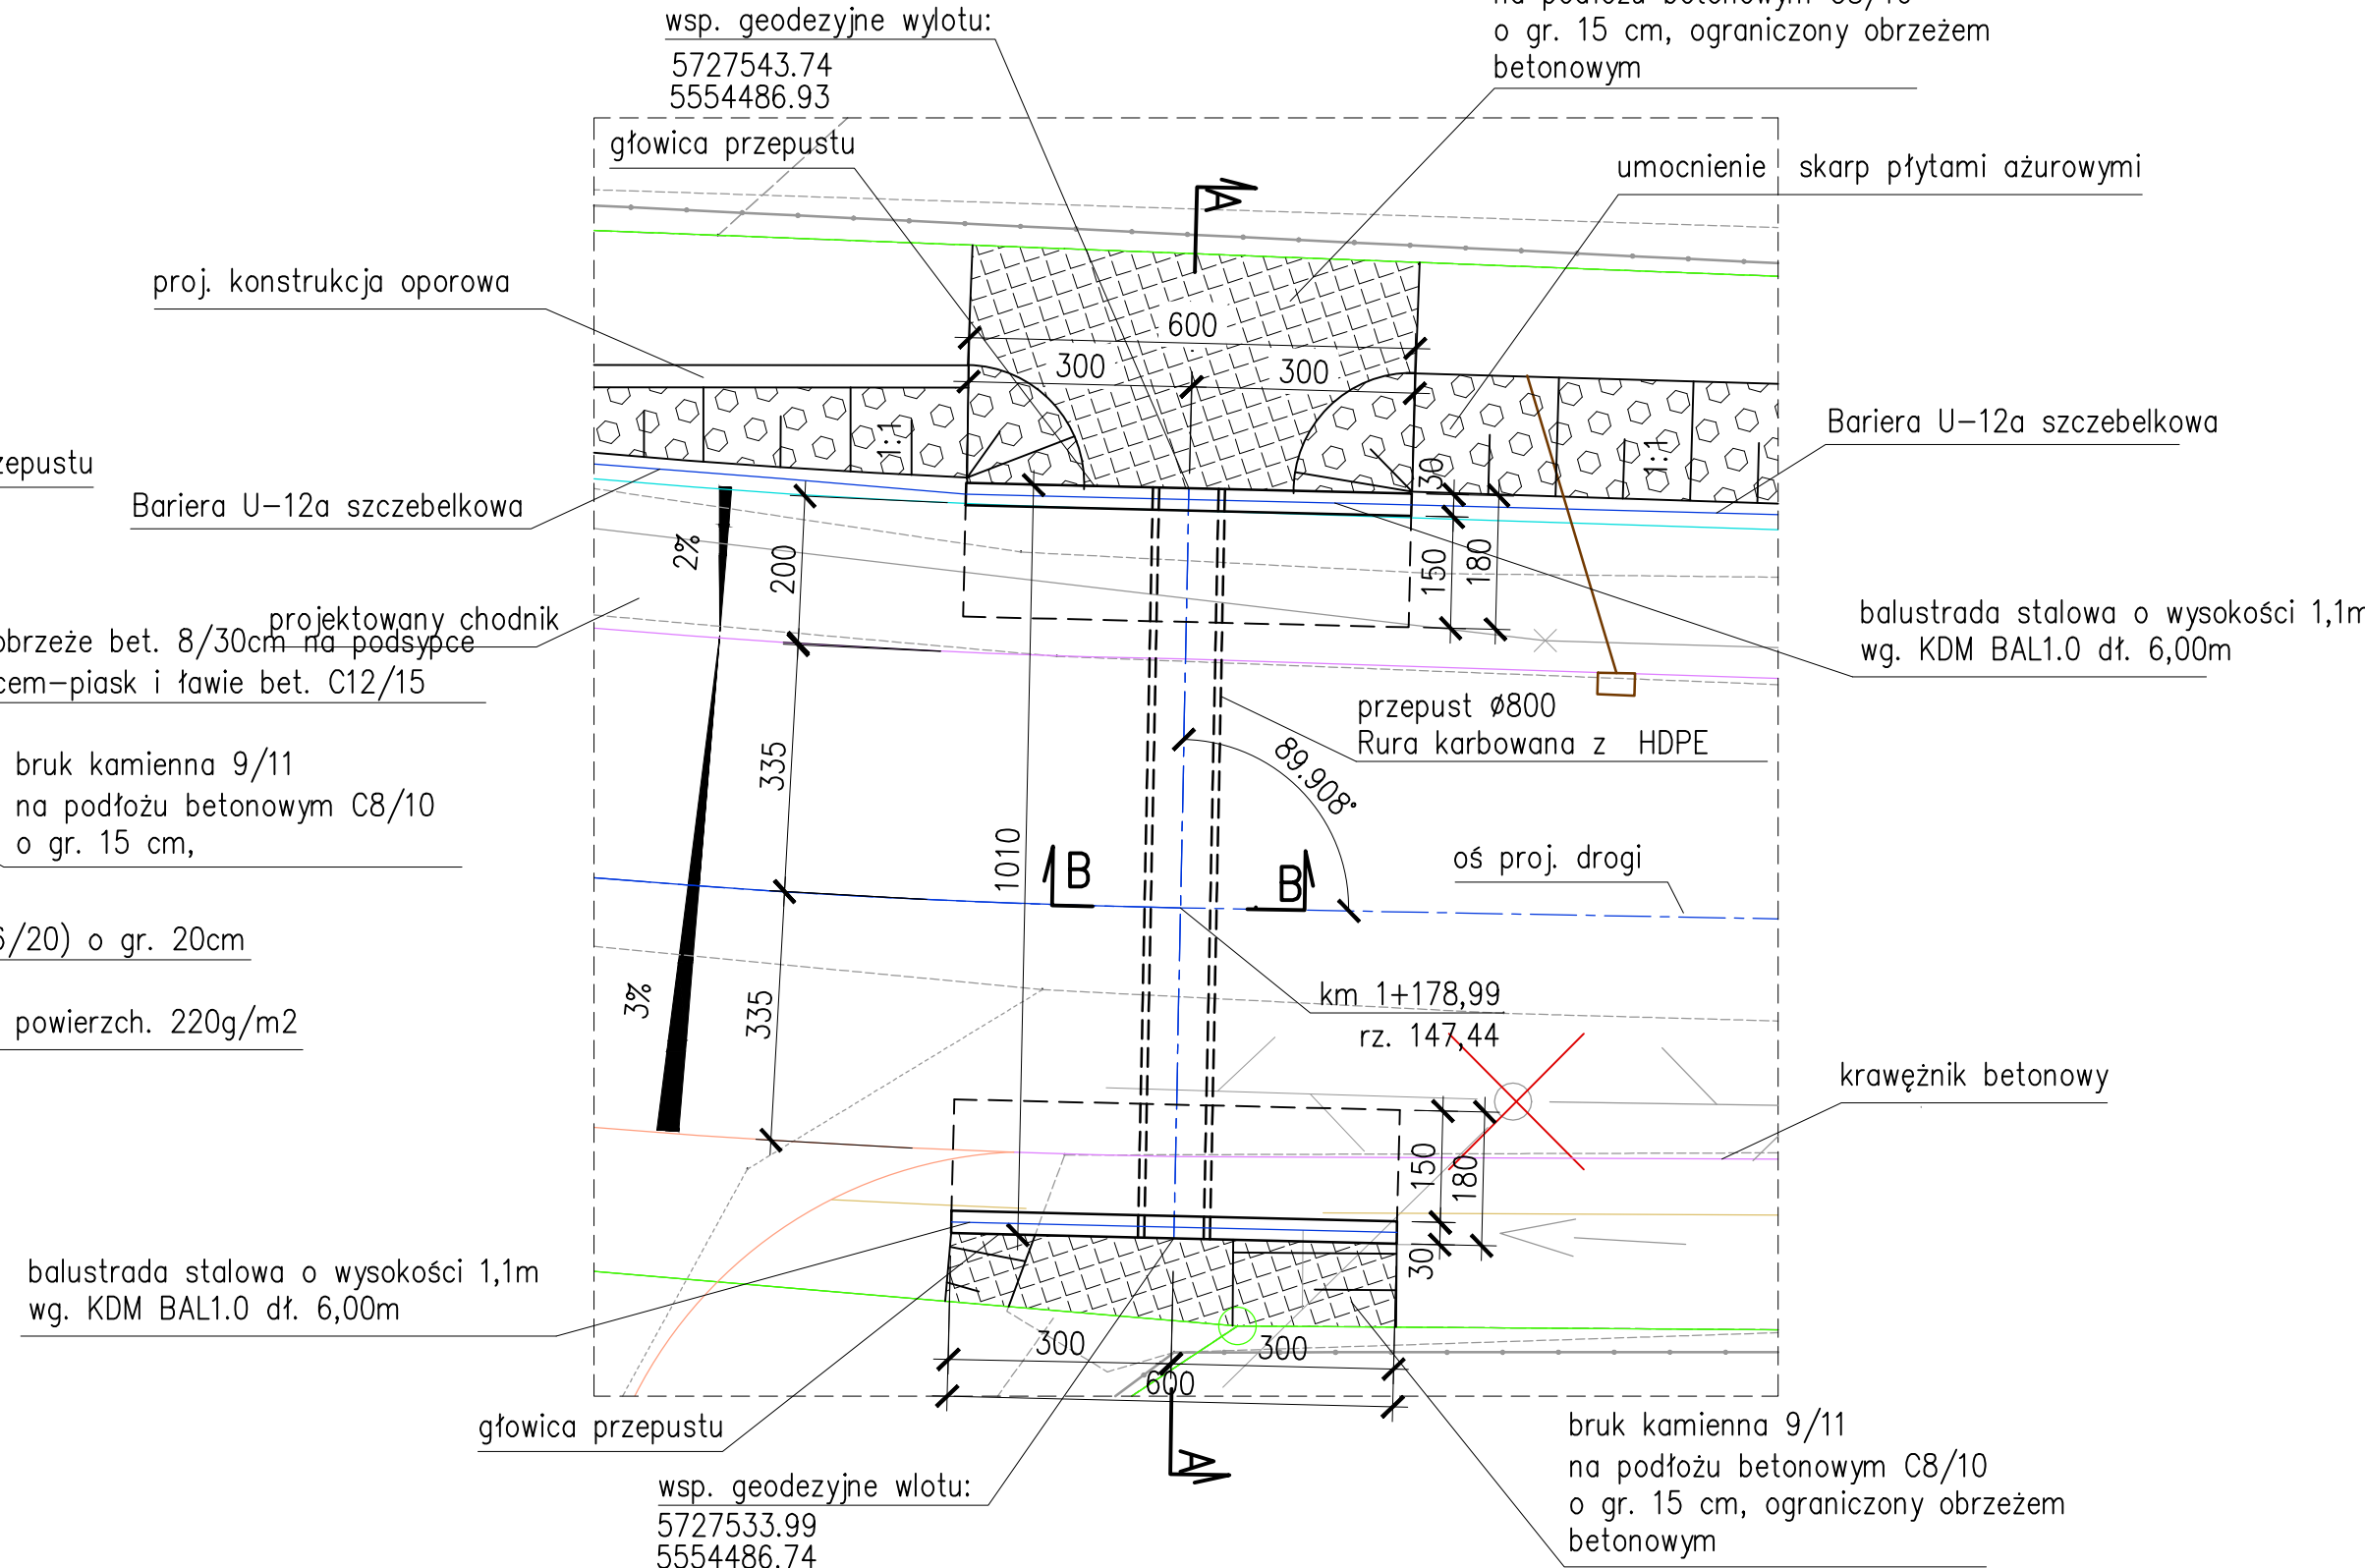 wsp. geodezyjne wylotu:
5727543.74
5554486.93
głowica przepustu
o gr. 15 cm, ograniczony obrzeżem
betonowym
umocnienie skarp płytami ażurowymi
A
proj. konstrukcja oporowa
600
300
300
1:1
1:1
Bariera U-12a szczebelkowa
Bariera U-12a szczebelkowa
30
2%
200
150
180
projektowany chodnik
obrzeże bet. 8/30cm na podsypce
cem-piask i ławie bet. C12/15
balustrada stalowa o wysokości 1,1m
wg. KDM BAL1.0 dł. 6,00m
przepust Ø800
Rura karbowana z HDPE
bruk kamienna 9/11
na podłożu betonowym C8/10
o gr. 15 cm,
335
89.908°
1010
B
B
oś proj. drogi
6/20) o gr. 20cm
3%
335
km 1+178,99
rz. 147,44
powierzch. 220g/m2
krawężnik betonowy
150
180
30
balustrada stalowa o wysokości 1,1m
wg. KDM BAL1.0 dł. 6,00m
300
300
600
głowica przepustu
A
wsp. geodezyjne wlotu:
5727533.99
5554486.74
bruk kamienna 9/11
na podłożu betonowym C8/10
o gr. 15 cm, ograniczony obrzeżem
betonowym